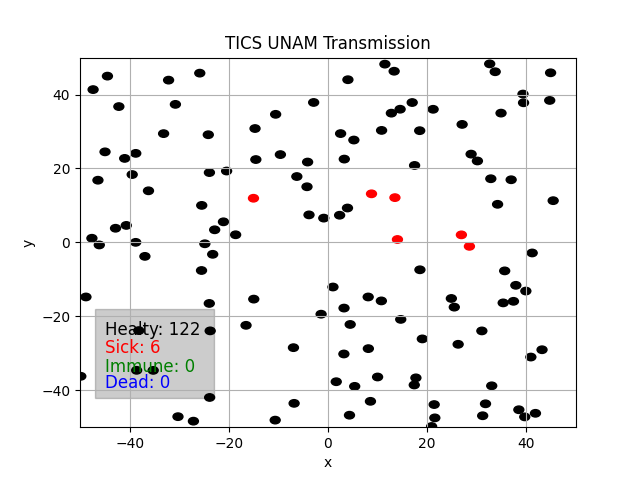 TICS UNAM Transmission
40
20
0
−20
−40
y
Healty: 122
Sick: 6
Immune: 0
Dead: 0
−40 −20 0 20 40
x